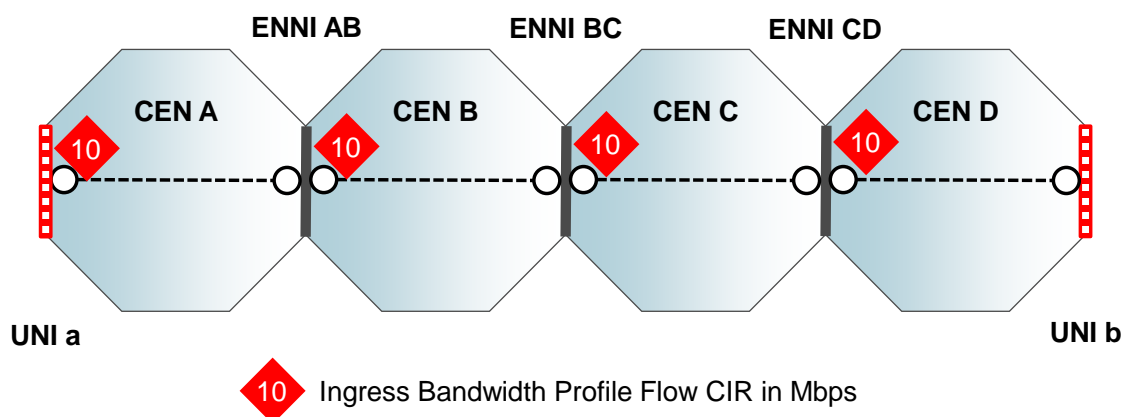 ENNI AB ENNI BC ENNI CD
CEN A CEN B CEN C CEN D
10 10 10 10
UNI a UNI b
10 Ingress Bandwidth Profile Flow CIR in Mbps